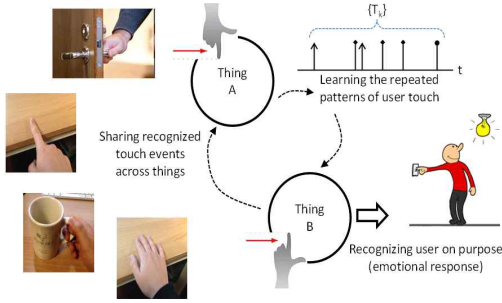 {Tk}
t
Thing
A
Learning the repeated
patterns of user touch
Sharing recognized
touch events
across things
Thing
B
Recognizing user on purpose
(emotional response)